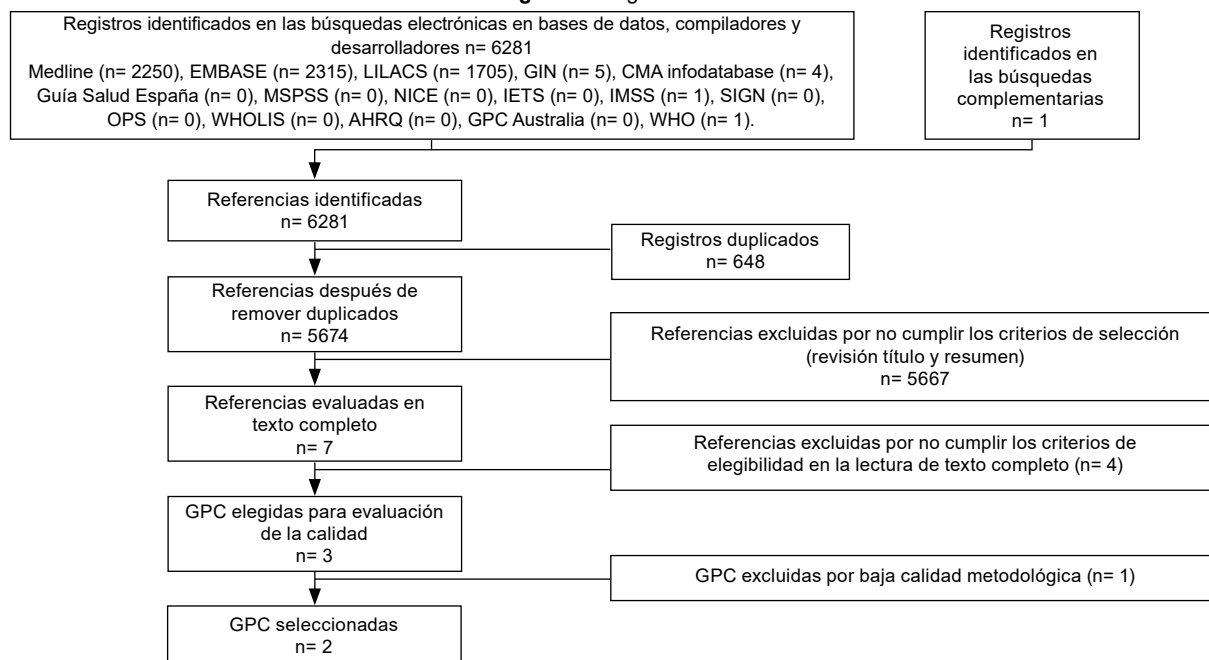 Registros identificados en las búsquedas electrónicas en bases de datos, compiladores y
desarrolladores n= 6281
Medline (n= 2250), EMBASE (n= 2315), LILACS (n= 1705), GIN (n= 5), CMA infodatabase (n= 4),
Guía Salud España (n= 0), MSPSS (n= 0), NICE (n= 0), IETS (n= 0), IMSS (n= 1), SIGN (n= 0),
OPS (n= 0), WHOLIS (n= 0), AHRQ (n= 0), GPC Australia (n= 0), WHO (n= 1).
Registros
identificados en
las búsquedas
complementarias
n= 1
Referencias identificadas
n= 6281
Registros duplicados
n= 648
Referencias después de
remover duplicados
n= 5674
Referencias excluidas por no cumplir los criterios de selección
(revisión título y resumen)
n= 5667
Referencias evaluadas en
texto completo
n= 7
Referencias excluidas por no cumplir los criterios de
elegibilidad en la lectura de texto completo (n= 4)
GPC elegidas para evaluación
de la calidad
n= 3
GPC excluidas por baja calidad metodológica (n= 1)
GPC seleccionadas
n= 2